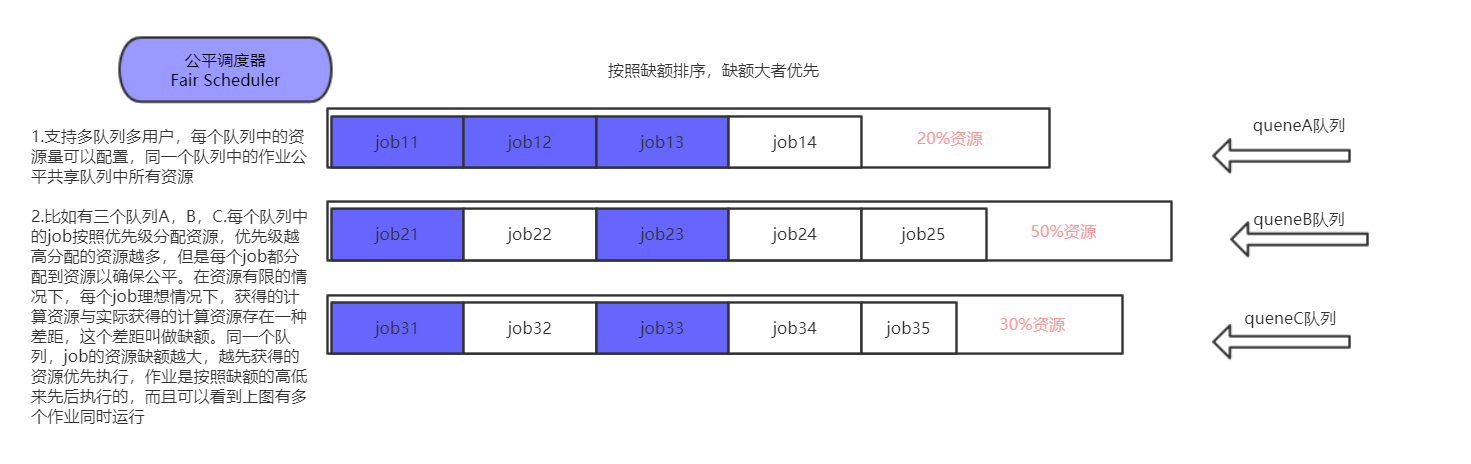 公平调度器
Fair Scheduler
按照缺额排序，缺额大者优先
1.支持多队列多用户，每个队列中的资
源量可以配置，同一个队列中的作业公
平共享队列中所有资源
2.比如有三个队列A，B，C.每个队列中
的job按照优先级分配资源，优先级越
高分配的资源越多，但是每个job都分
配到资源以确保公平。在资源有限的情
况下，每个job理想情况下，获得的计
算资源与实际获得的计算资源存在一种
差距，这个差距叫做缺额。同一个队
列，job的资源缺额越大，越先获得的
资源优先执行，作业是按照缺额的高低
来先后执行的，而且可以看到上图有多
个作业同时运行
job11 job12 job13 job14 20%资源
queneA队列
job21 job22 job23 job24 job25 50%资源
queneB队列
job31 job32 job33 job34 job35 30%资源
queneC队列